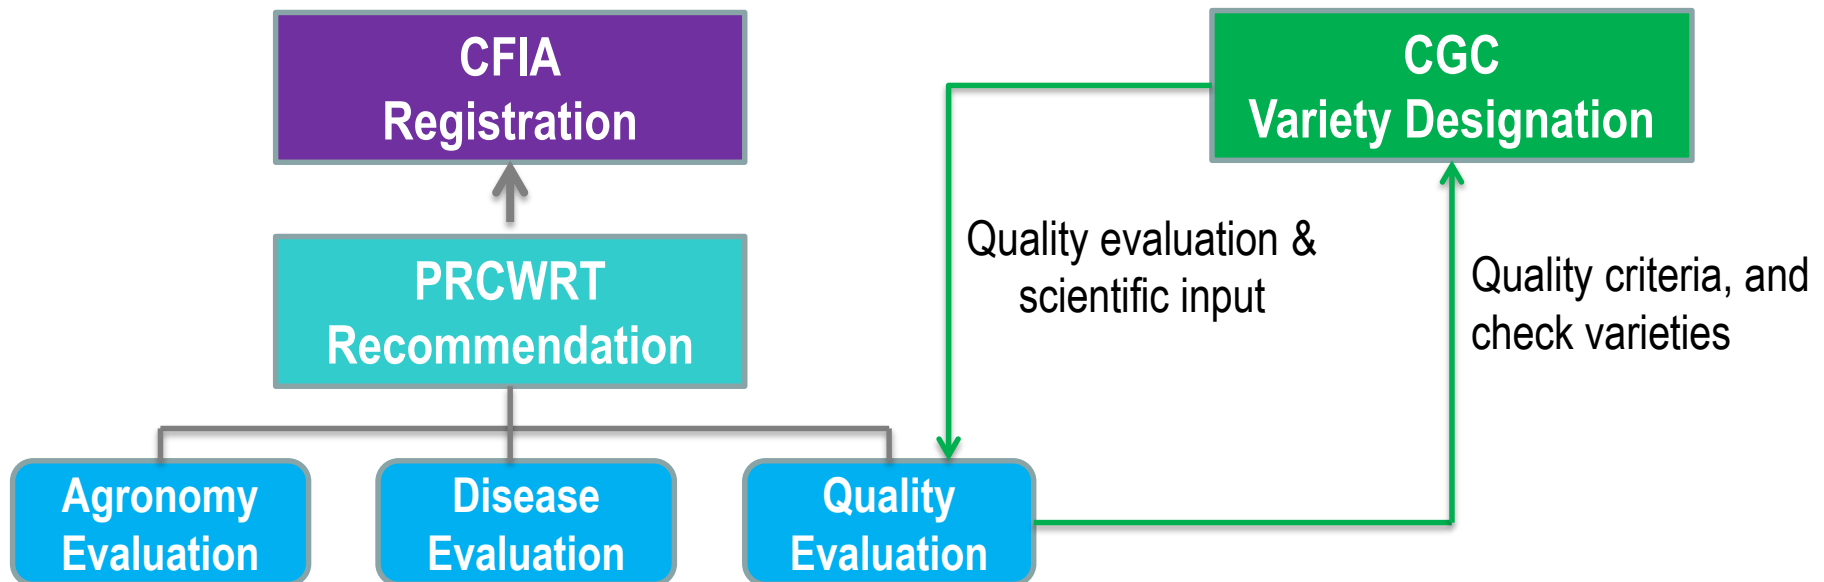 CFIA
Registration
CGC
Variety Designation
PRCWRT
Recommendation
Quality evaluation &
scientific input
Quality criteria, and
check varieties
Agronomy
Evaluation
Disease
Evaluation
Quality
Evaluation